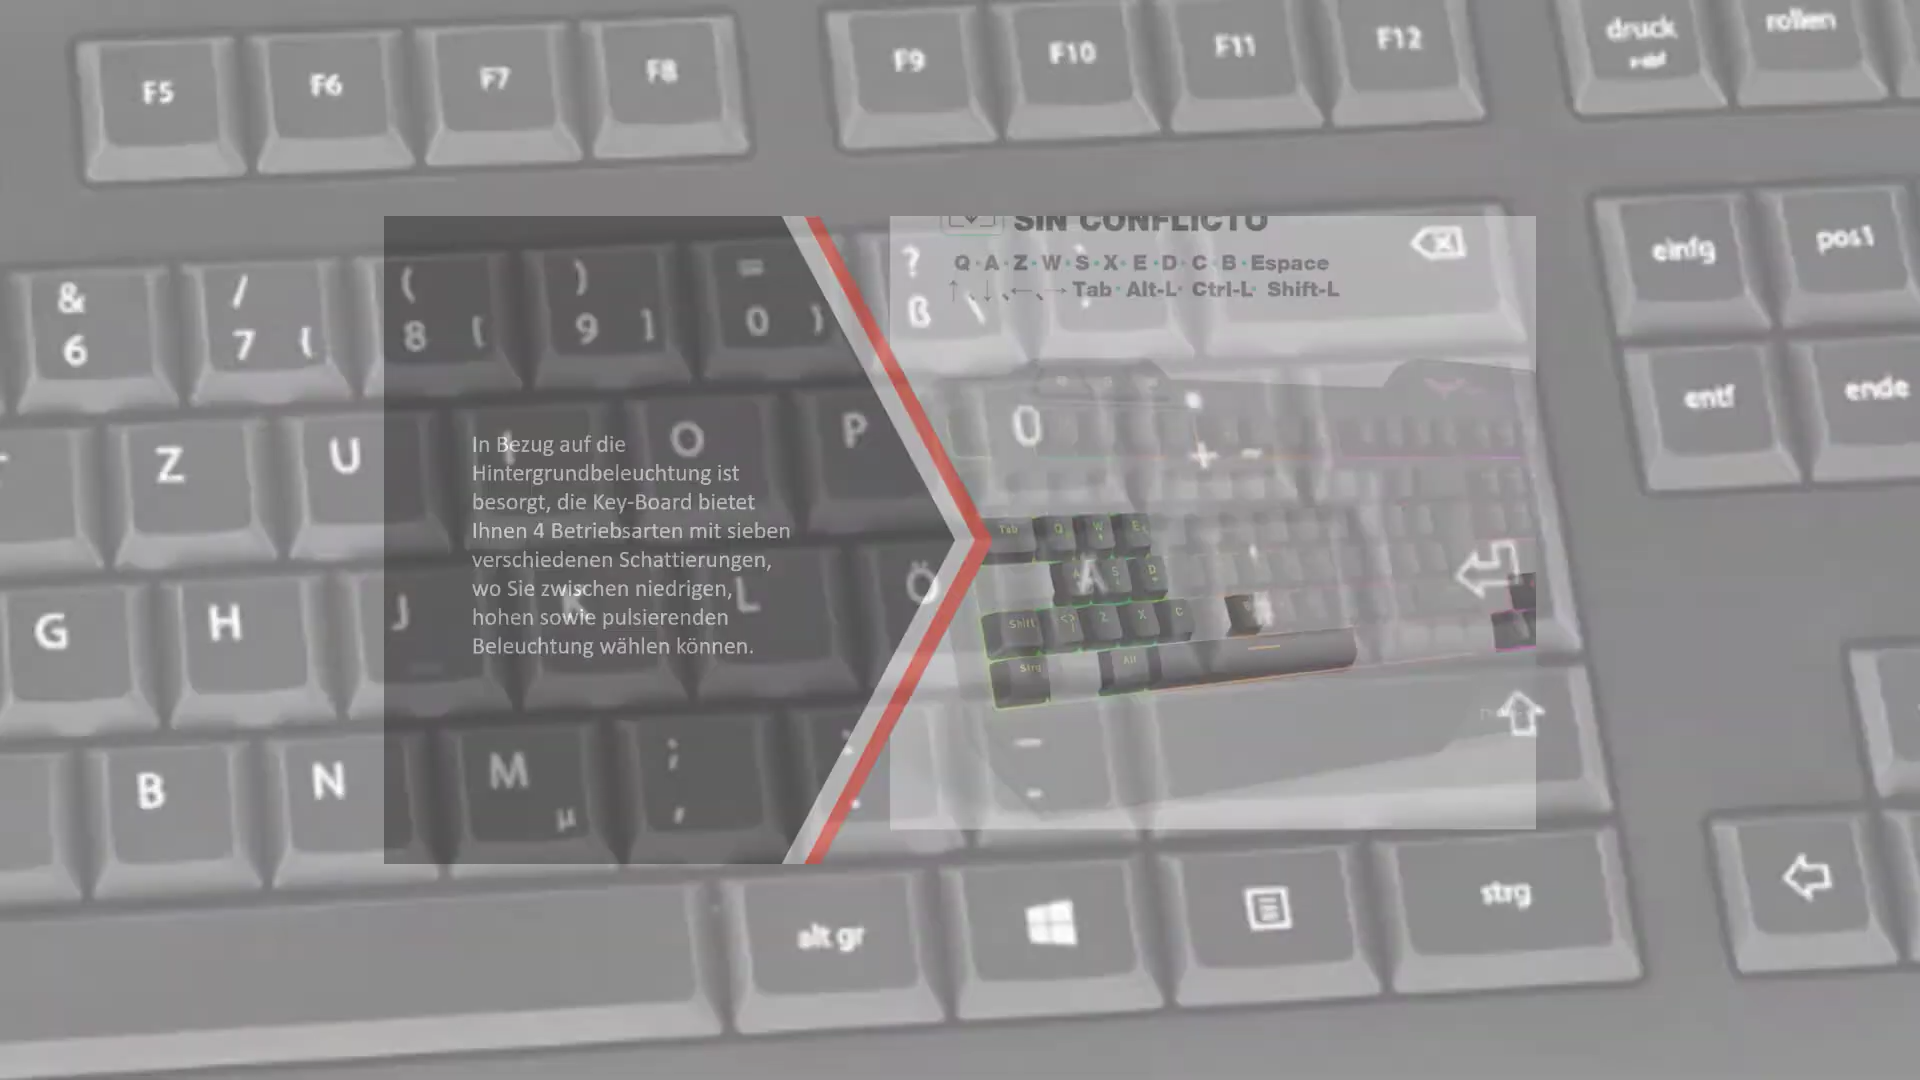 F5 F6 F7 F8 F9 F10 F11 F12 druck rollen
SIN CONFLICTO
Q·A·Z·W·S·X·E·D·C·B·Espace
↑、↓、←、→ Tab· Alt-L· Ctrl-L· Shift-L
& / ( ) = ?
6 7 { 8 [ 9 ] 0 } ß \
einfg pos1
entf ende
Z U O P
+ ~
G H J L Ö Ä
B N M µ ; ,
alt gr strg
In Bezug auf die
Hintergrundbeleuchtung ist
besorgt, die Key-Board bietet
Ihnen 4 Betriebsarten mit sieben
verschiedenen Schattierungen,
wo Sie zwischen niedrigen,
hohen sowie pulsierenden
Beleuchtung wählen können.
Tab Q W E
A S D
Shift <> Z X C
Strg Alt